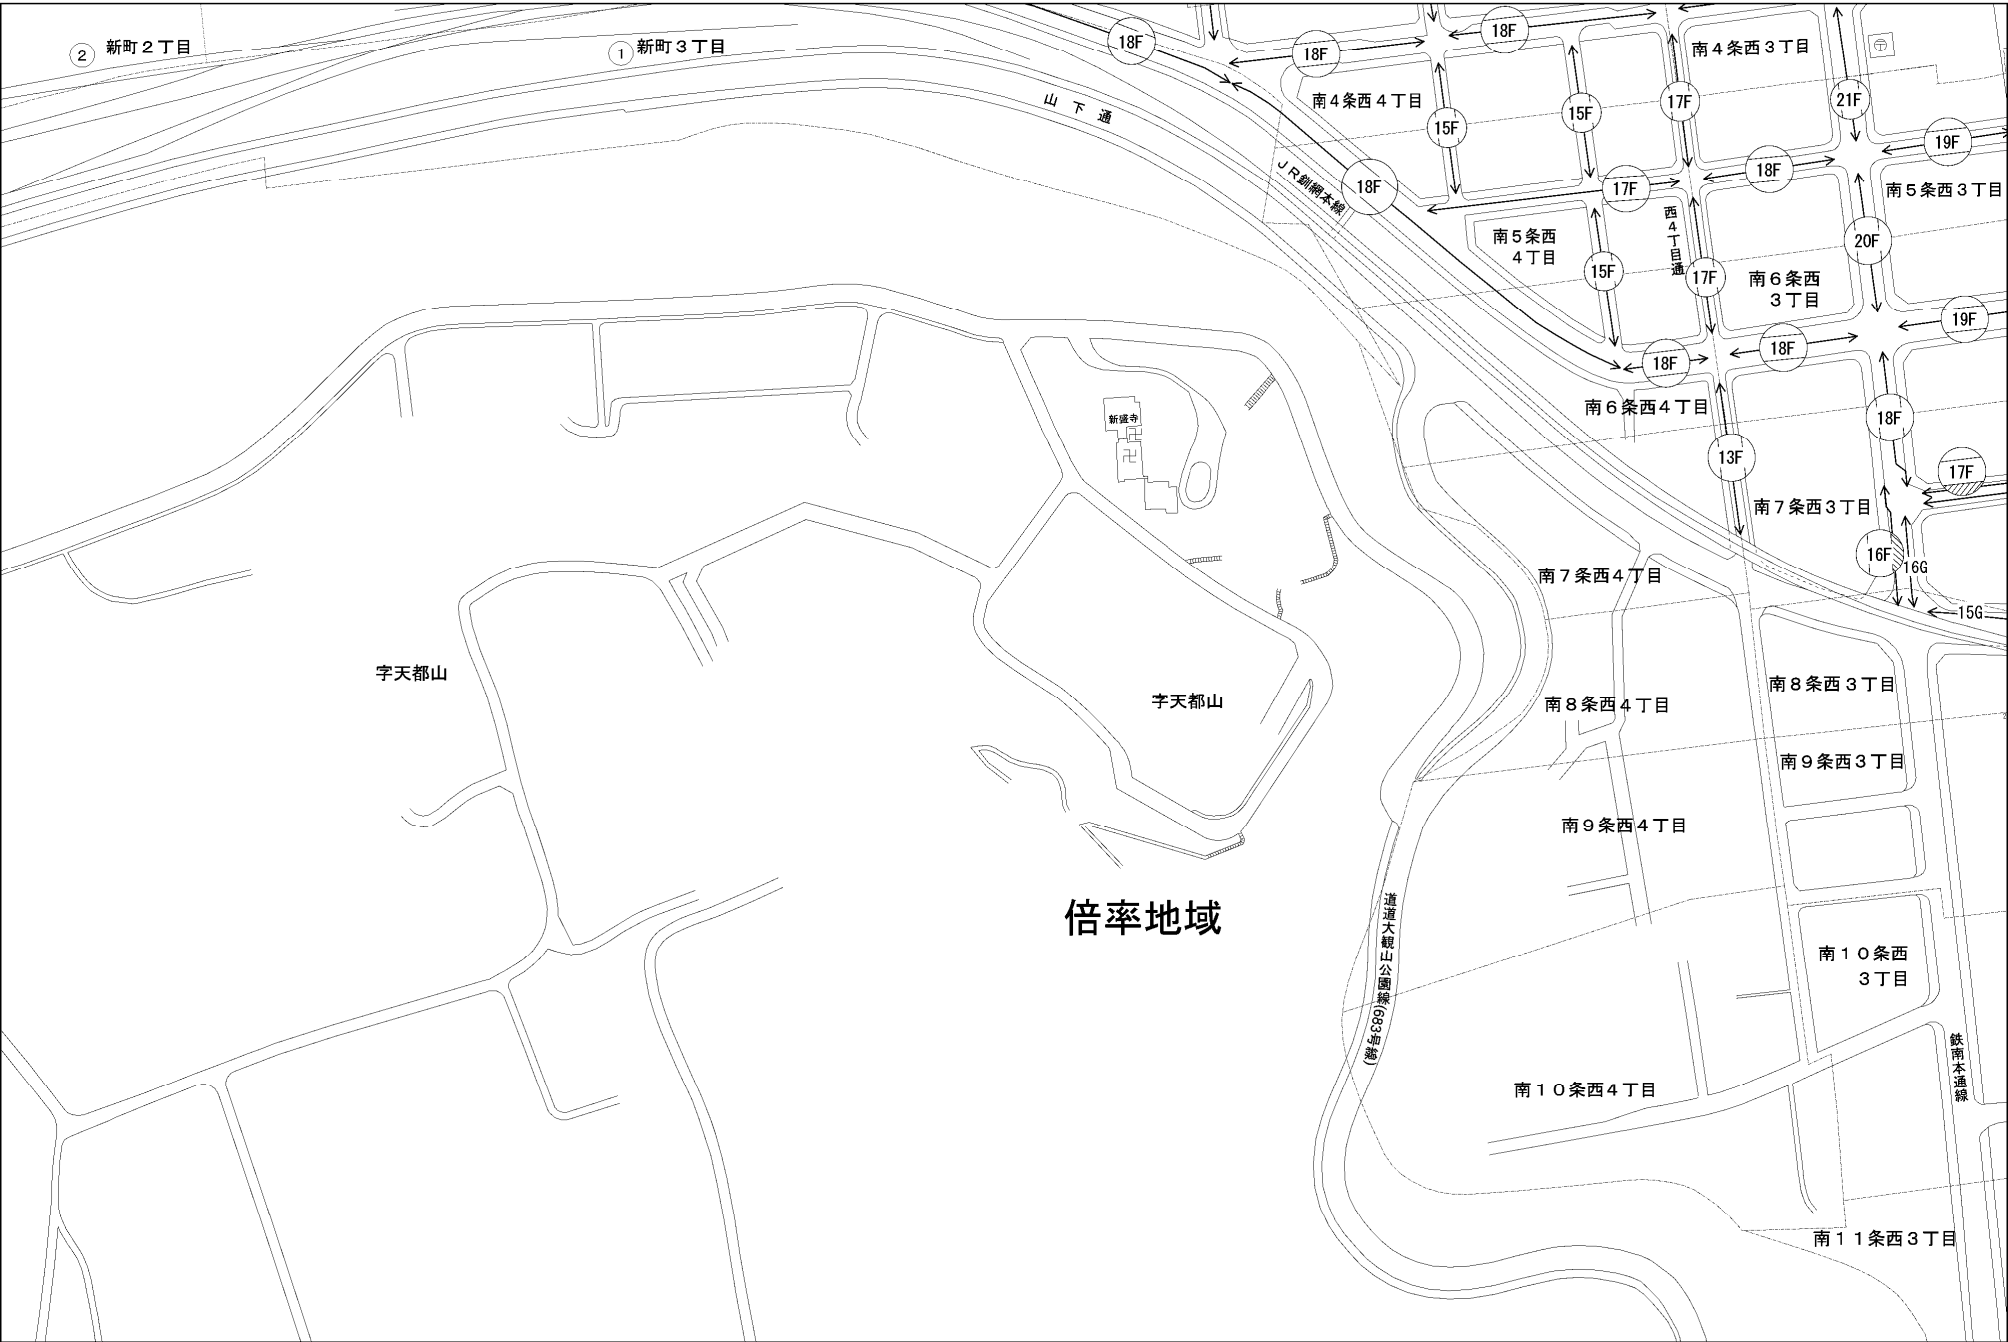 ② 新町２丁目
① 新町３丁目
18F
18F
18F
南４条西３丁目
〒
山下通
南４条西４丁目
15F
15F
17F
21F
19F
ＪＲ釧網本線
18F
17F
18F
南５条西３丁目
南５条西
４丁目
西４丁目通
15F
17F
20F
南６条西
３丁目
19F
18F
18F
南６条西４丁目
18F
新盛寺
卍
13F
17F
南７条西３丁目
16F
16G
南７条西４丁目
15G
字天都山
字天都山
南８条西３丁目
南８条西４丁目
南９条西３丁目
南９条西４丁目
倍率地域
道道大観山公園線(683号線)
南１０条西
３丁目
鉄南本通線
南１０条西４丁目
南１１条西３丁目